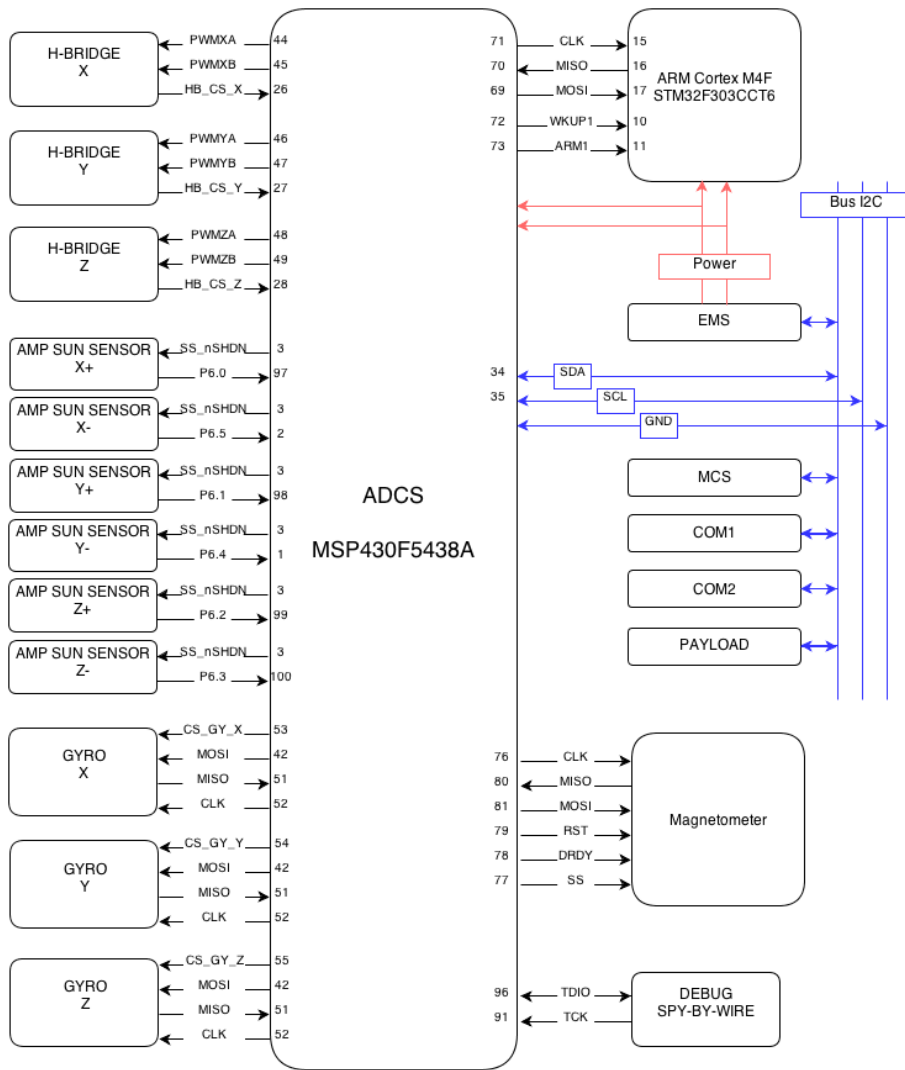 H-BRIDGE
X
PWMXA 44
PWMXB 45
HB_CS_X 26
H-BRIDGE
Y
PWMYA 46
PWMYB 47
HB_CS_Y 27
H-BRIDGE
Z
PWMZA 48
PWMZB 49
HB_CS_Z 28
AMP SUN SENSOR
X+
SS_nSHDN 3
P6.0 97
AMP SUN SENSOR
X-
SS_nSHDN 3
P6.5 2
AMP SUN SENSOR
Y+
SS_nSHDN 3
P6.1 98
AMP SUN SENSOR
Y-
SS_nSHDN 3
P6.4 1
AMP SUN SENSOR
Z+
SS_nSHDN 3
P6.2 99
AMP SUN SENSOR
Z-
SS_nSHDN 3
P6.3 100
GYRO
X
CS_GY_X 53
MOSI 42
MISO 51
CLK 52
GYRO
Y
CS_GY_Y 54
MOSI 42
MISO 51
CLK 52
GYRO
Z
CS_GY_Z 55
MOSI 42
MISO 51
CLK 52
ADCS
MSP430F5438A
71 CLK 15
70 MISO 16
69 MOSI 17
72 WKUP1 10
73 ARM1 11
ARM Cortex M4F
STM32F303CCT6
Bus I2C
Power
EMS
34 SDA
35 SCL
GND
MCS
COM1
COM2
PAYLOAD
76 CLK
80 MISO
81 MOSI
79 RST
78 DRDY
77 SS
Magnetometer
96 TDIO
91 TCK
DEBUG
SPY-BY-WIRE